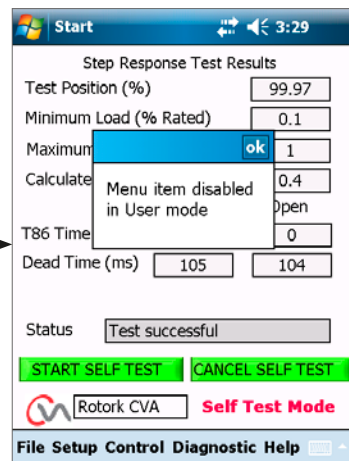 Start 3:29
Step Response Test Results
Test Position (%) 99.97
Minimum Load (% Rated) 0.1
Maximum 1
ok
Calculate 0.4
Menu item disabled
in User mode
Open
T86 Time 0
Dead Time (ms) 105 104
Status Test successful
START SELF TEST CANCEL SELF TEST
Rotork CVA Self Test Mode
File Setup Control Diagnostic Help